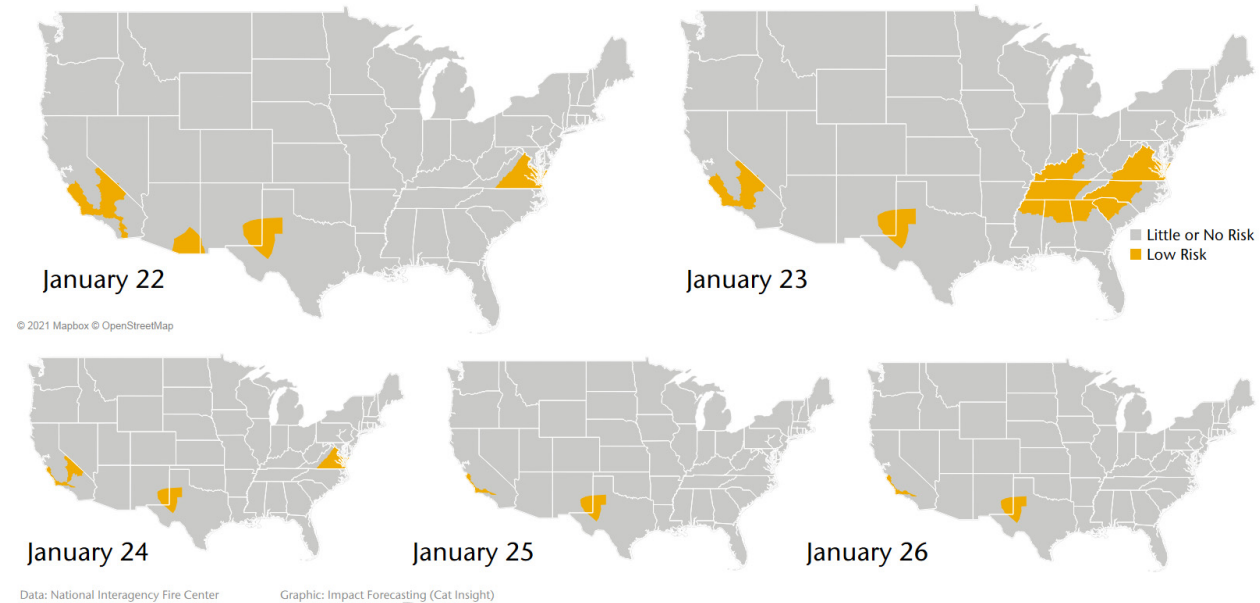 January 22
January 23
Little or No Risk
Low Risk
© 2021 Mapbox © OpenStreetMap
January 24
January 25
January 26
Data: National Interagency Fire Center
Graphic: Impact Forecasting (Cat Insight)